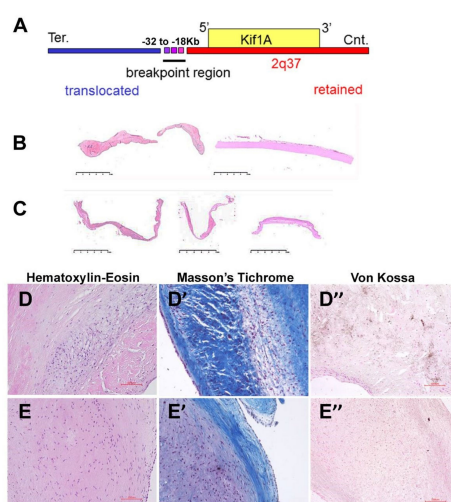 A
5'
3'
Ter.
-32 to -18Kb
Kif1A
Cnt.
breakpoint region
2q37
translocated
retained
B
C
Hematoxylin-Eosin
Masson's Tichrome
Von Kossa
D
D'
D''
E
E'
E''